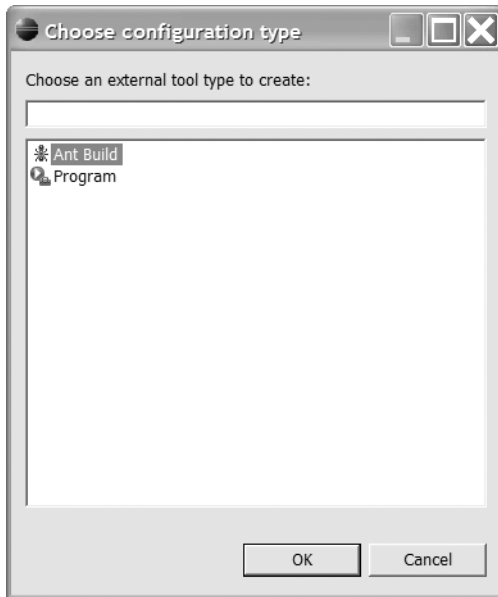 Choose configuration type
Choose an external tool type to create:
Ant Build
Program
OK
Cancel